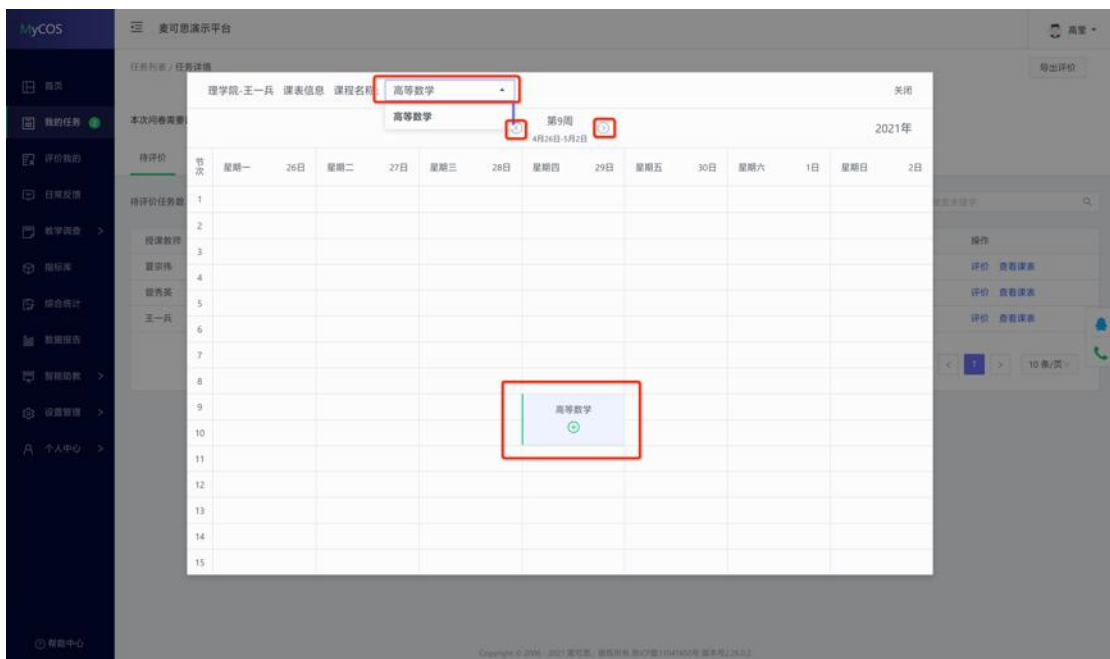 MyCOS
麦可思演示平台
高莹
任务列表 / 任务详情
导出评价
首页
理学院-王一兵 课表信息 课程名称: 高等数学
关闭
我的任务 2
本次问卷需要
高等数学
第9周
4月26日-5月2日
2021年
评价我的
待评价
节次 星期一 26日 星期二 27日 星期三 28日 星期四 29日 星期五 30日 星期六 1日 星期日 2日
日常反馈
待评价任务数
1
2
教学调查
授课教师
操作
3
指标库
评价 查看课表
4
综合统计
评价 查看课表
5
王一兵
评价 查看课表
6
数据报告
7
1
10 条/页
智能助教
8
设置管理
9
高等数学
10
个人中心
11
12
13
14
15
帮助中心